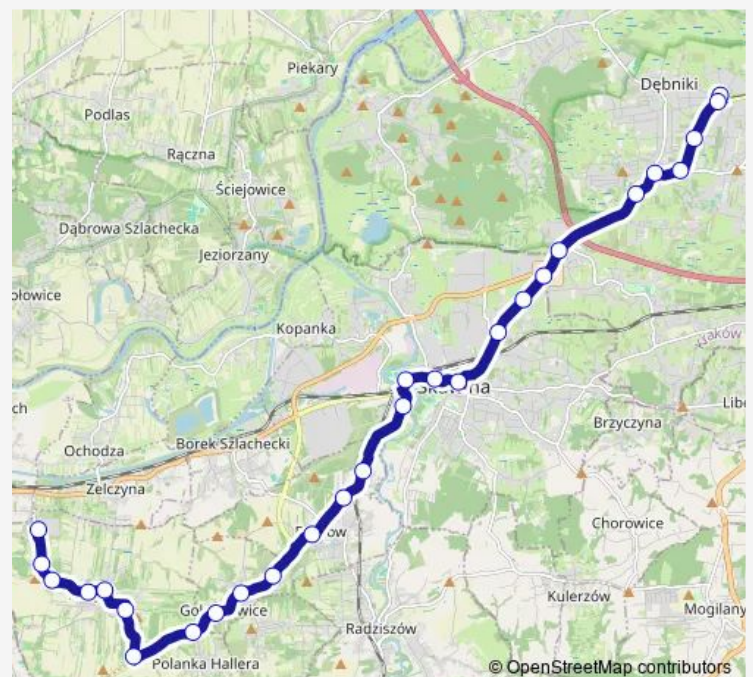 Piekary
Dębniki
Podlas
Rączna
Ściejowice
Dąbrowa Szlachecka
Jeziorzany
Kopanka
Brzyczyna
Borek Szlachecki
Ochodza
Zelczyna
Chorowice
Kulerzów
Mogilany
Radziszów
Polanka Hallera
© OpenStreetMap contributors